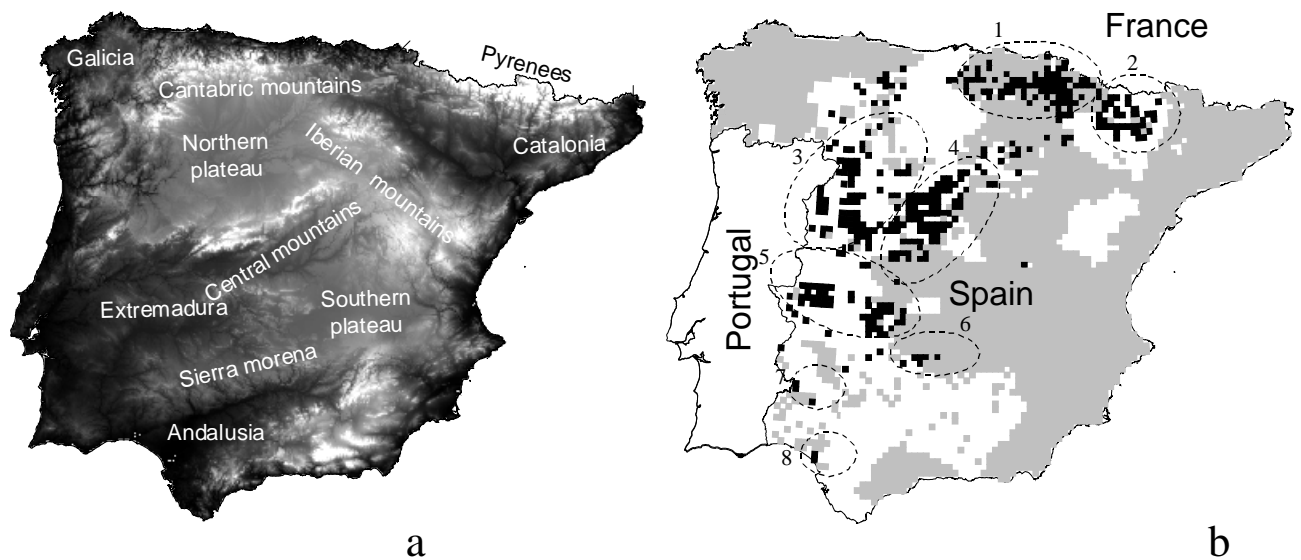 Galicia
Cantabric mountains
Pyrenees
Northern
plateau
Iberian mountains
Catalonia
Central mountains
Extremadura
Southern
plateau
Sierra morena
Andalusia
a
1
France
2
3
4
5
Portugal
Spain
6
8
b